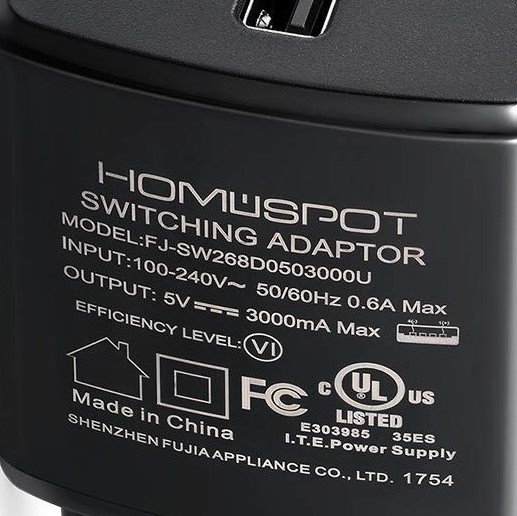 HOMESPOT
SWITCHING ADAPTOR
MODEL:FJ-SW268D0503000U
INPUT:100-240V~ 50/60Hz 0.6A Max
OUTPUT: 5V⎓ 3000mA Max
EFFICIENCY LEVEL: VI
FC
c UL US
LISTED
Made in China
E303985 35ES
I.T.E.Power Supply
SHENZHEN FUJIA APPLIANCE CO., LTD. 1754